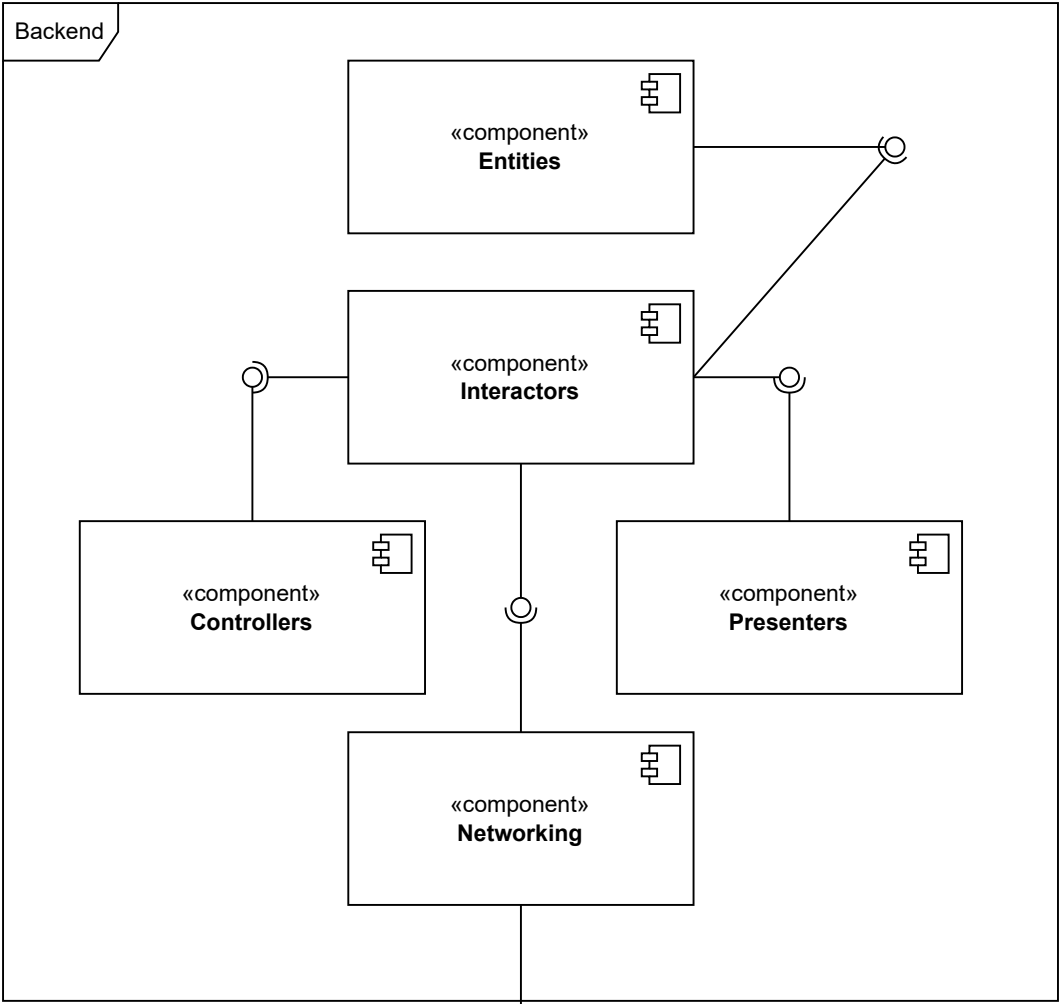 Backend
«component»
Entities
«component»
Interactors
«component»
Controllers
«component»
Presenters
«component»
Networking